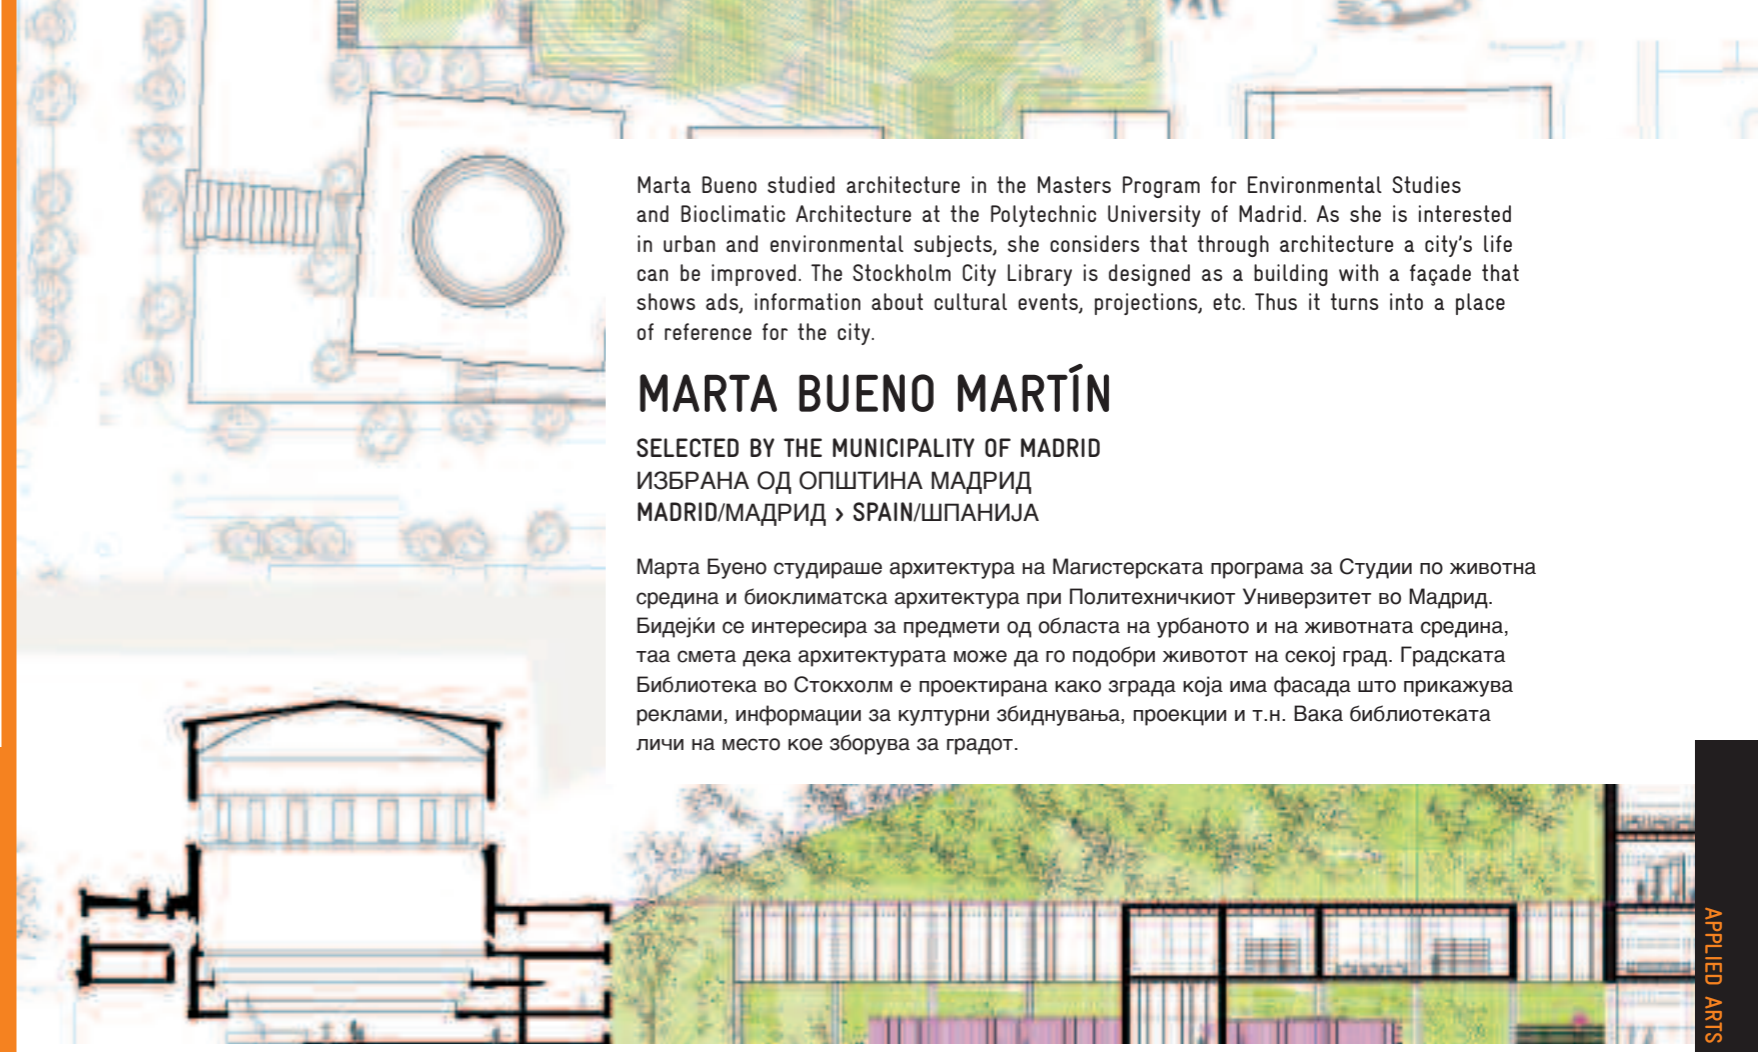 Marta Bueno studied architecture in the Masters Program for Environmental Studies
and Bioclimatic Architecture at the Polytechnic University of Madrid. As she is interested
in urban and environmental subjects, she considers that through architecture a city's life
can be improved. The Stockholm City Library is designed as a building with a façade that
shows ads, information about cultural events, projections, etc. Thus it turns into a place
of reference for the city.
MARTA BUENO MARTÍN
SELECTED BY THE MUNICIPALITY OF MADRID
ИЗБРАНА ОД ОПШТИНА МАДРИД
MADRID/МАДРИД › SPAIN/ШПАНИЈА
Марта Буено студираше архитектура на Магистерската програма за Студии по животна
средина и биоклиматска архитектура при Политехничкиот Универзитет во Мадрид.
Бидејќи се интересира за предмети од областа на урбаното и на животната средина,
таа смета дека архитектурата може да го подобри животот на секој град. Градската
Библиотека во Стокхолм е проектирана како зграда која има фасада што прикажува
реклами, информации за културни збиднувања, проекции и т.н. Вака библиотеката
личи на место кое зборува за градот.
APPLIED ARTS